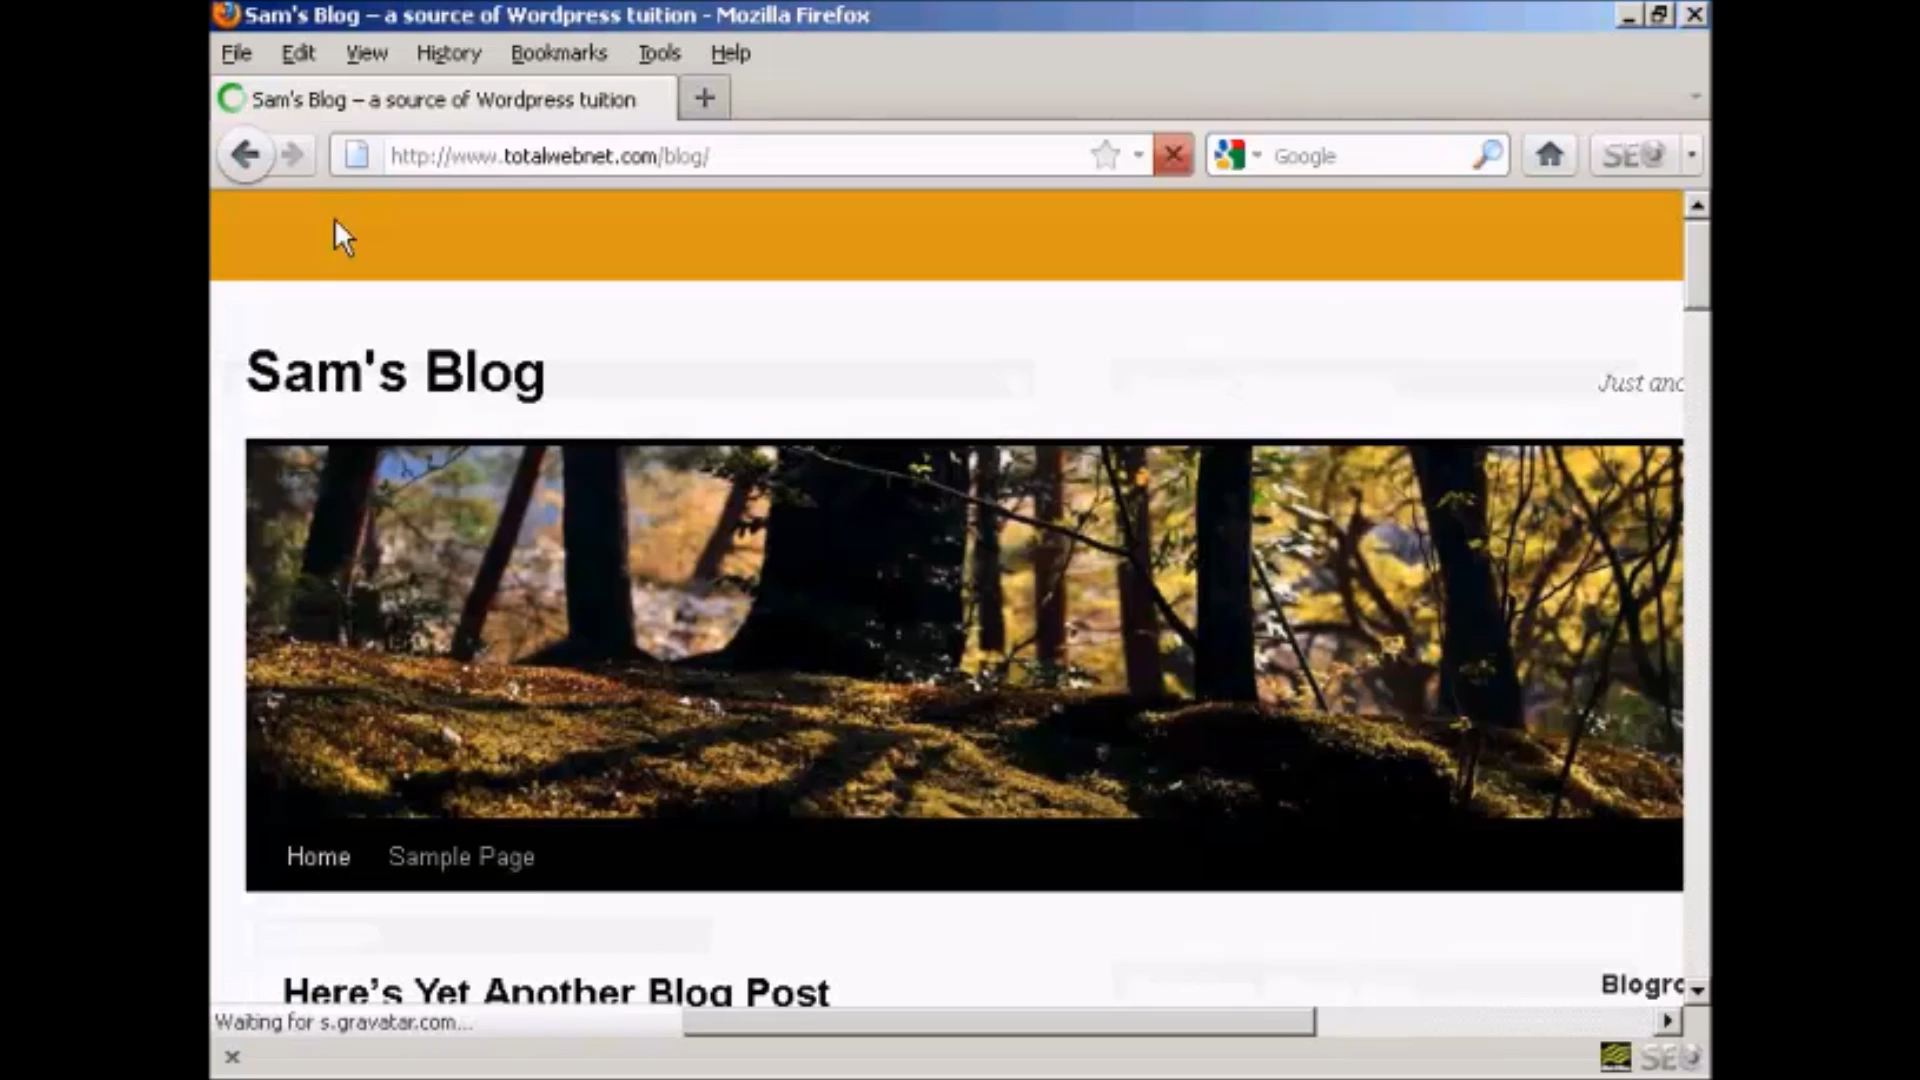 Sam's Blog – a source of Wordpress tuition - Mozilla Firefox
File Edit View History Bookmarks Tools Help
Sam's Blog – a source of Wordpress tuition
http://www.totalwebnet.com/blog/
Google
SEO
Sam's Blog
Just
Home Sample Page
Here's Yet Another Blog Post
Waiting for s.gravatar.com...
SEO